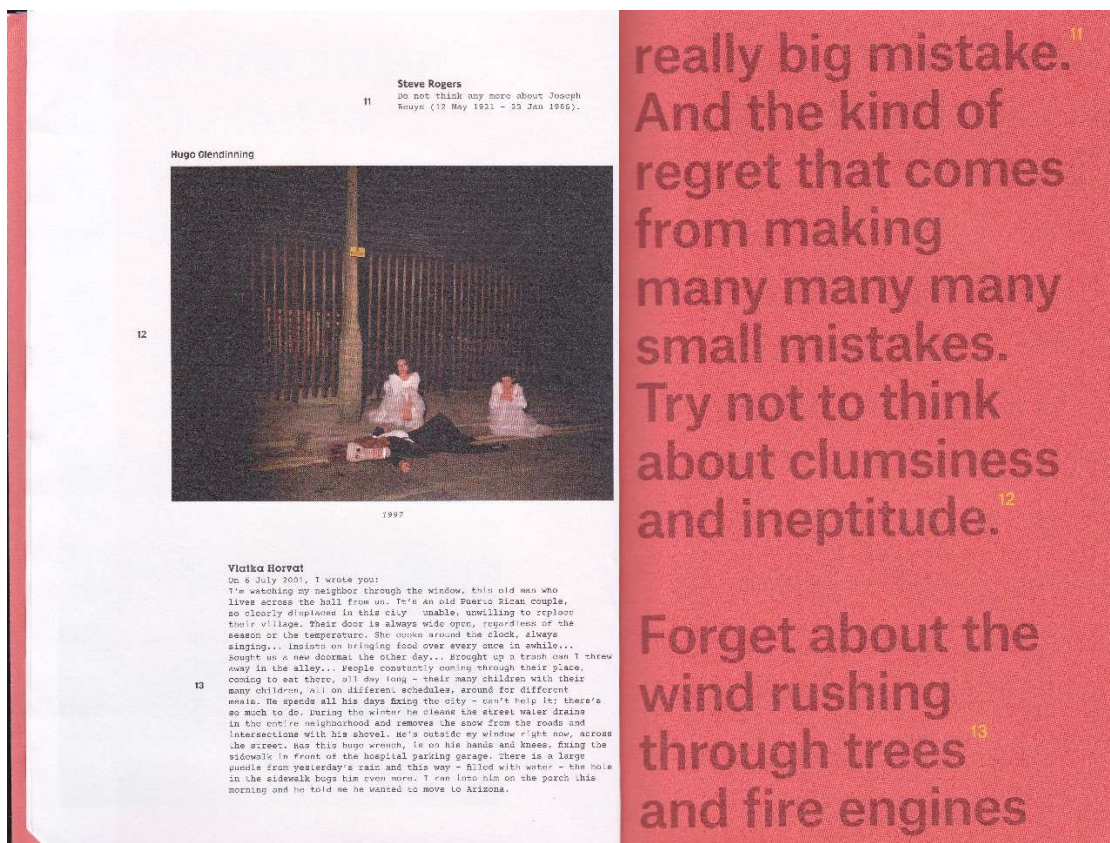 Steve Rogers
11
Do not think any more about Joseph
Beuys (12 May 1921 - 23 Jan 1986).
Hugo Glendinning
12
1997
Vlatka Horvat
On 6 July 2001, I wrote you:
I'm watching my neighbor through the window, this old man who
lives across the hall from us. It's an old Puerto Rican couple,
so clearly displaced in this city – unable, unwilling to replace
their village. Their door is always wide open, regardless of the
season or the temperature. She cooks around the clock, always
singing... Insists on bringing food over every once in awhile...
Bought us a new doormat the other day... Brought up a trash can I threw
away in the alley... People constantly coming through their place,
coming to eat there, all day long – their many children with their
13
many children, all on different schedules, around for different
meals. He spends all his days fixing the city – can't help it; there's
so much to do. During the winter he cleans the street water drains
in the entire neighborhood and removes the snow from the roads and
intersections with his shovel. He's outside my window right now, across
the street. Has this huge wrench, is on his hands and knees, fixing the
sidewalk in front of the hospital parking garage. There is a large
puddle from yesterday's rain and this way – filled with water – the hole
in the sidewalk bugs him even more. I ran into him on the porch this
morning and he told me he wanted to move to Arizona.
really big mistake.11
And the kind of
regret that comes
from making
many many many
small mistakes.
Try not to think
about clumsiness
and ineptitude.12
Forget about the
wind rushing
through trees13
and fire engines